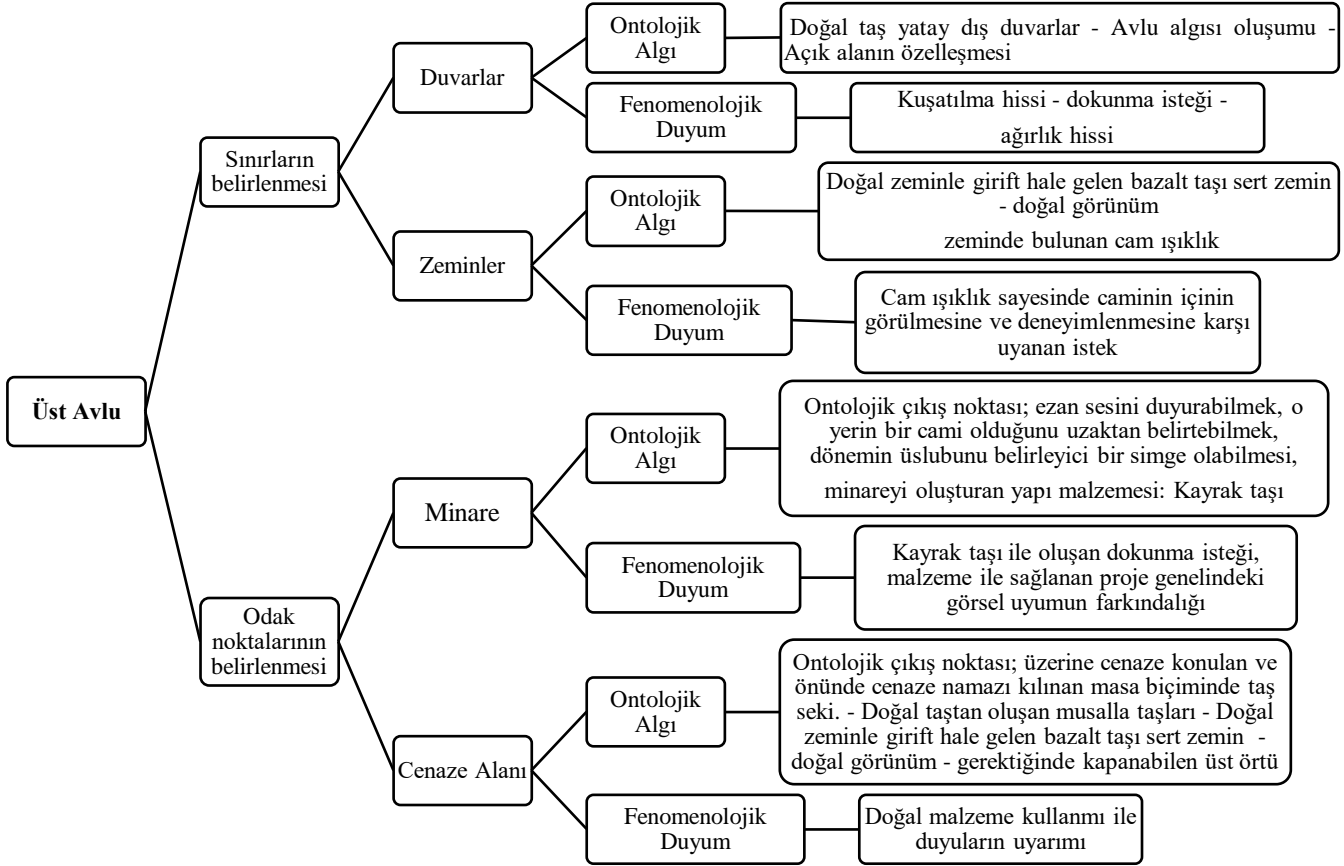 Üst Avlu
Sınırların
belirlenmesi
Duvarlar
Ontolojik
Algı
Doğal taş yatay dış duvarlar - Avlu algısı oluşumu -
Açık alanın özelleşmesi
Fenomenolojik
Duyum
Kuşatılma hissi - dokunma isteği -
ağırlık hissi
Zeminler
Ontolojik
Algı
Doğal zeminle girift hale gelen bazalt taşı sert zemin
- doğal görünüm
zeminde bulunan cam ışıklık
Fenomenolojik
Duyum
Cam ışıklık sayesinde caminin içinin
görülmesine ve deneyimlenmesine karşı
uyanan istek
Odak
noktalarının
belirlenmesi
Minare
Ontolojik
Algı
Ontolojik çıkış noktası; ezan sesini duyurabilmek, o
yerin bir cami olduğunu uzaktan belirtebilmek,
dönemin üslubunu belirleyici bir simge olabilmesi,
minareyi oluşturan yapı malzemesi: Kayrak taşı
Fenomenolojik
Duyum
Kayrak taşı ile oluşan dokunma isteği,
malzeme ile sağlanan proje genelindeki
görsel uyumun farkındalığı
Cenaze Alanı
Ontolojik
Algı
Ontolojik çıkış noktası; üzerine cenaze konulan ve
önünde cenaze namazı kılınan masa biçiminde taş
seki. - Doğal taştan oluşan musalla taşları - Doğal
zeminle girift hale gelen bazalt taşı sert zemin -
doğal görünüm - gerektiğinde kapanabilen üst örtü
Fenomenolojik
Duyum
Doğal malzeme kullanmı ile
duyuların uyarımı